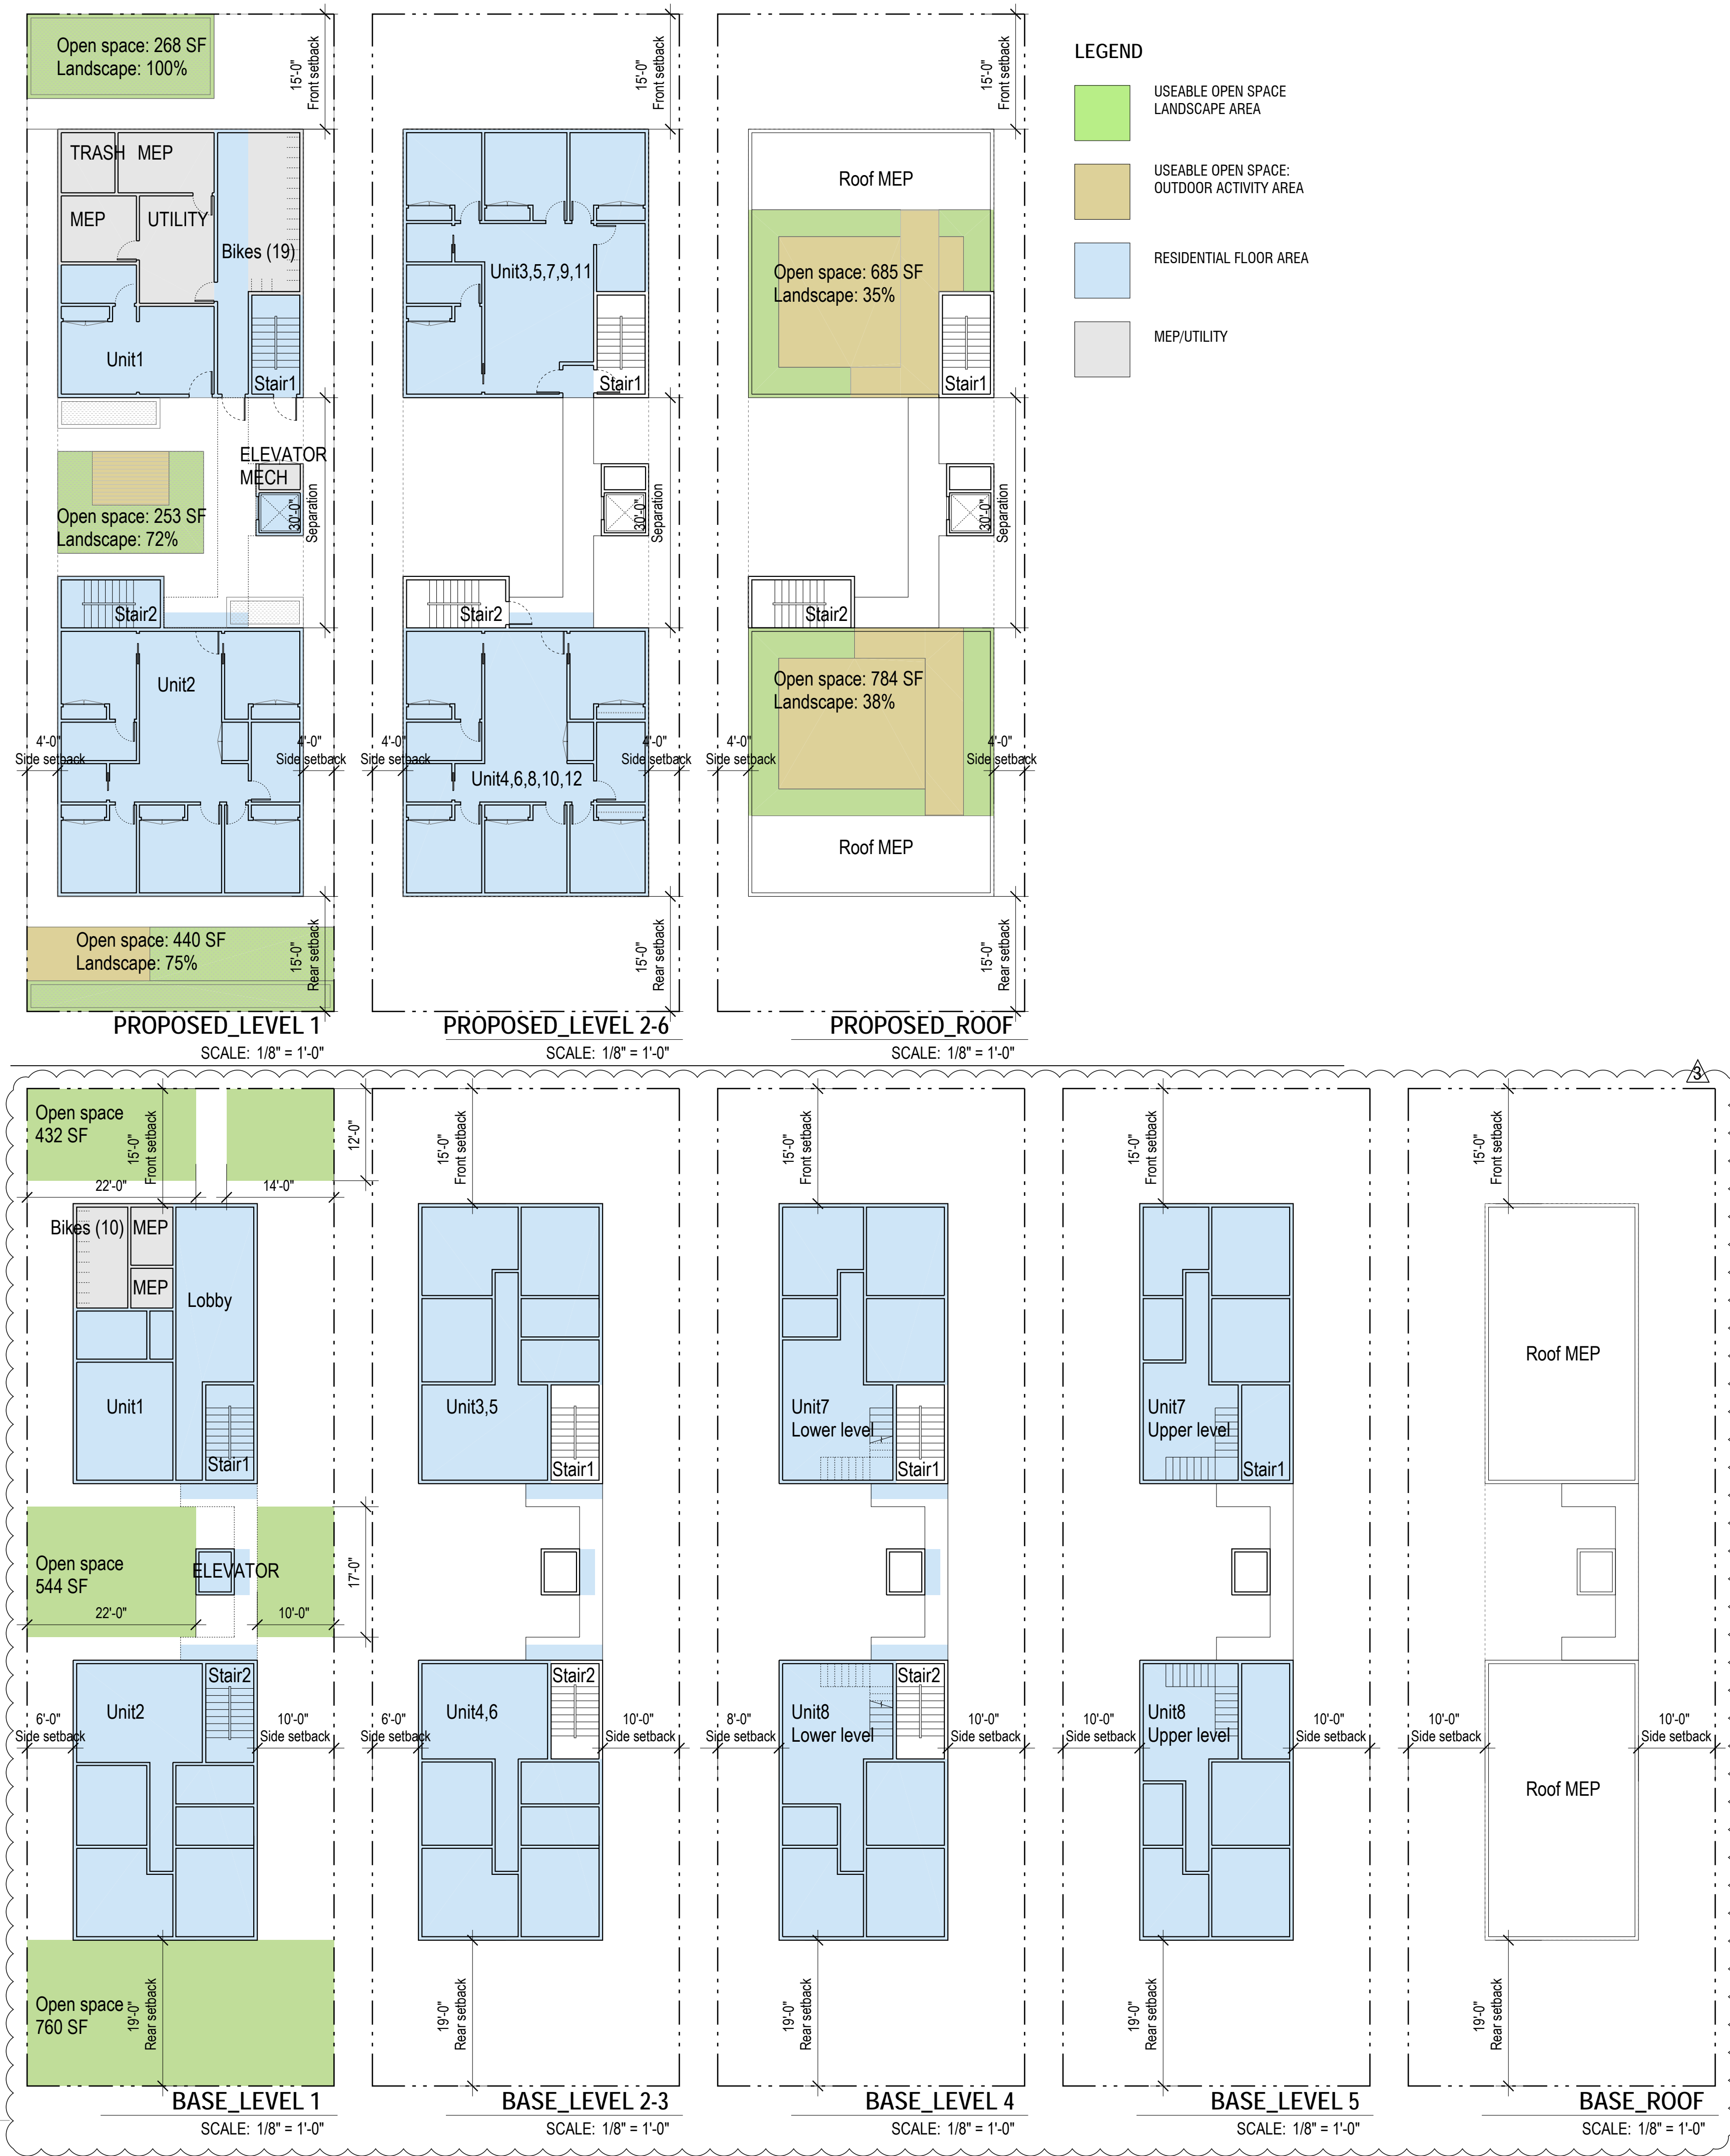 Open space: 268 SF
Landscape: 100%
15'-0"
Front setback
TRASH
MEP
MEP
UTILITY
Bikes (19)
Unit1
Stair1
ELEVATOR
MECH
30'-0"
Separation
Open space: 253 SF
Landscape: 72%
Stair2
Unit2
4'-0"
Side setback
4'-0"
Side setback
Open space: 440 SF
Landscape: 75%
15'-0"
Rear setback
PROPOSED_LEVEL 1
SCALE: 1/8" = 1'-0"
15'-0"
Front setback
Unit3,5,7,9,11
Stair1
30'-0"
Separation
Stair2
4'-0"
Side setback
4'-0"
Side setback
Unit4,6,8,10,12
15'-0"
Rear setback
PROPOSED_LEVEL 2-6
SCALE: 1/8" = 1'-0"
15'-0"
Front setback
Roof MEP
Open space: 685 SF
Landscape: 35%
Stair1
30'-0"
Separation
Stair2
Open space: 784 SF
Landscape: 38%
4'-0"
Side setback
4'-0"
Side setback
Roof MEP
15'-0"
Rear setback
PROPOSED_ROOF
SCALE: 1/8" = 1'-0"
LEGEND
USEABLE OPEN SPACE
LANDSCAPE AREA
USEABLE OPEN SPACE:
OUTDOOR ACTIVITY AREA
RESIDENTIAL FLOOR AREA
MEP/UTILITY
3
Open space
432 SF
15'-0"
Front setback
12'-0"
22'-0"
14'-0"
Bikes (10)
MEP
MEP
Lobby
Unit1
Stair1
Open space
544 SF
ELEVATOR
17'-0"
22'-0"
10'-0"
Stair2
Unit2
6'-0"
Side setback
10'-0"
Side setback
Open space
760 SF
19'-0"
Rear setback
BASE_LEVEL 1
SCALE: 1/8" = 1'-0"
15'-0"
Front setback
Unit3,5
Stair1
Stair2
Unit4,6
6'-0"
Side setback
10'-0"
Side setback
19'-0"
Rear setback
BASE_LEVEL 2-3
SCALE: 1/8" = 1'-0"
15'-0"
Front setback
Unit7
Lower level
Stair1
Stair2
Unit8
Lower level
8'-0"
Side setback
10'-0"
Side setback
19'-0"
Rear setback
BASE_LEVEL 4
SCALE: 1/8" = 1'-0"
15'-0"
Front setback
Unit7
Upper level
Stair1
Unit8
Upper level
10'-0"
Side setback
10'-0"
Side setback
19'-0"
Rear setback
BASE_LEVEL 5
SCALE: 1/8" = 1'-0"
15'-0"
Front setback
Roof MEP
10'-0"
Side setback
10'-0"
Side setback
Roof MEP
19'-0"
Rear setback
BASE_ROOF
SCALE: 1/8" = 1'-0"